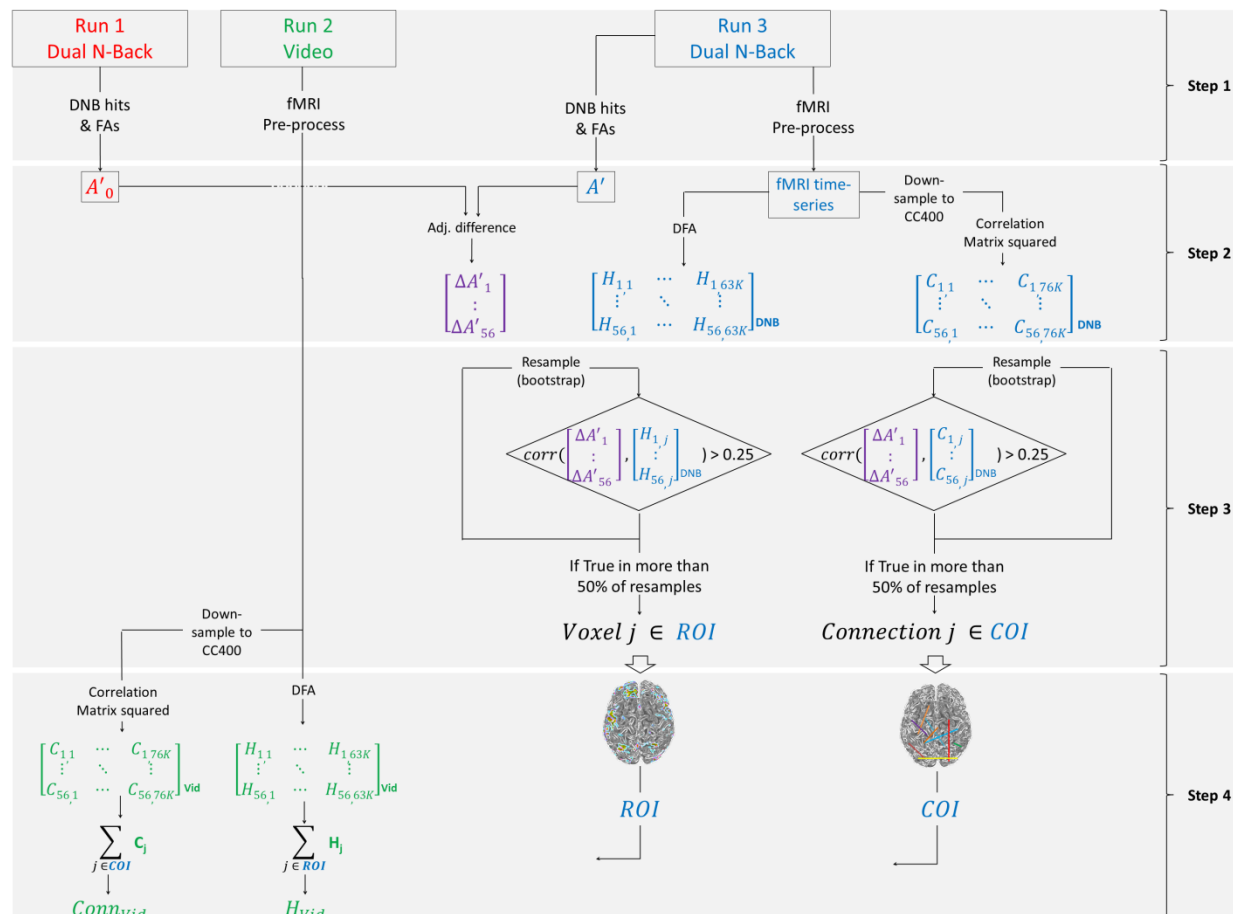 Run 1
Dual N-Back
Run 2
Video
Run 3
Dual N-Back
DNB hits
& FAs
fMRI
Pre-process
DNB hits
& FAs
fMRI
Pre-process
Step 1
A'₀
A'
fMRI time-
series
Down-
sample to
CC400
Adj. difference
DFA
Correlation
Matrix squared
Step 2
[ΔA'₁
⋮
ΔA'₅₆]
[H₁,₁ ⋯ H₁,₆₃K
⋮ ⋱ ⋮
H₅₆,₁ ⋯ H₅₆,₆₃K] DNB
[C₁,₁ ⋯ C₁,₇₆K
⋮ ⋱ ⋮
C₅₆,₁ ⋯ C₅₆,₇₆K] DNB
Resample
(bootstrap)
Resample
(bootstrap)
corr([ΔA'₁ ⋮ ΔA'₅₆], [H₁,j ⋮ H₅₆,j] DNB) > 0.25
corr([ΔA'₁ ⋮ ΔA'₅₆], [C₁,j ⋮ C₅₆,j] DNB) > 0.25
Step 3
If True in more than
50% of resamples
If True in more than
50% of resamples
Voxel j ∈ ROI
Connection j ∈ COI
Down-
sample to
CC400
Correlation
Matrix squared
DFA
[C₁,₁ ⋯ C₁,₇₆K
⋮ ⋱ ⋮
C₅₆,₁ ⋯ C₅₆,₇₆K] Vid
[H₁,₁ ⋯ H₁,₆₃K
⋮ ⋱ ⋮
H₅₆,₁ ⋯ H₅₆,₆₃K] Vid
Step 4
ROI
COI
∑ Cj
j ∈ COI
∑ Hj
j ∈ ROI
Conn Vid
H Vid